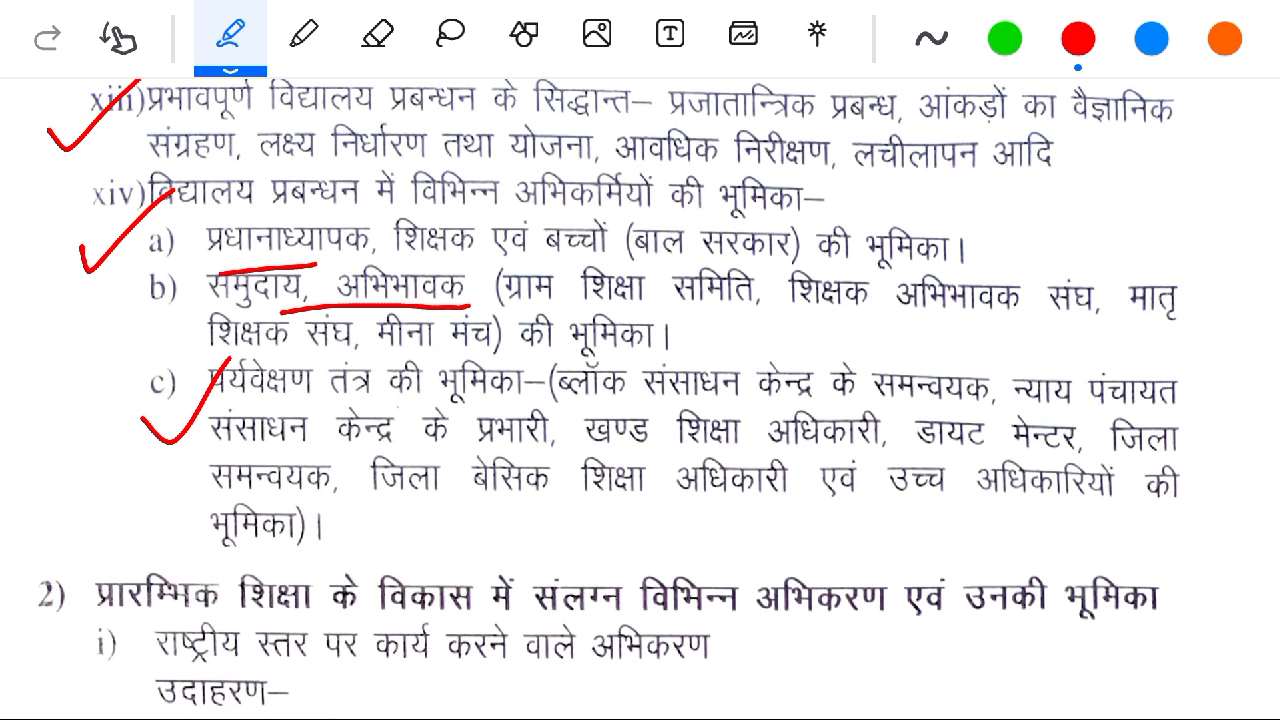 xiii)प्रभावपूर्ण विद्यालय प्रबन्धन के सिद्धान्त– प्रजातान्त्रिक प्रबन्ध, आंकड़ों का वैज्ञानिक
संग्रहण, लक्ष्य निर्धारण तथा योजना, आवधिक निरीक्षण, लचीलापन आदि
xiv)विद्यालय प्रबन्धन में विभिन्न अभिकर्मियों की भूमिका–
a) प्रधानाध्यापक, शिक्षक एवं बच्चों (बाल सरकार) की भूमिका।
b) समुदाय, अभिभावक (ग्राम शिक्षा समिति, शिक्षक अभिभावक संघ, मातृ
शिक्षक संघ, मीना मंच) की भूमिका।
c) पर्यवेक्षण तंत्र की भूमिका–(ब्लॉक संसाधन केन्द्र के समन्वयक, न्याय पंचायत
संसाधन केन्द्र के प्रभारी, खण्ड शिक्षा अधिकारी, डायट मेन्टर, जिला
समन्वयक, जिला बेसिक शिक्षा अधिकारी एवं उच्च अधिकारियों की
भूमिका)।
2) प्रारम्भिक शिक्षा के विकास में संलग्न विभिन्न अभिकरण एवं उनकी भूमिका
i) राष्ट्रीय स्तर पर कार्य करने वाले अभिकरण
उदाहरण–